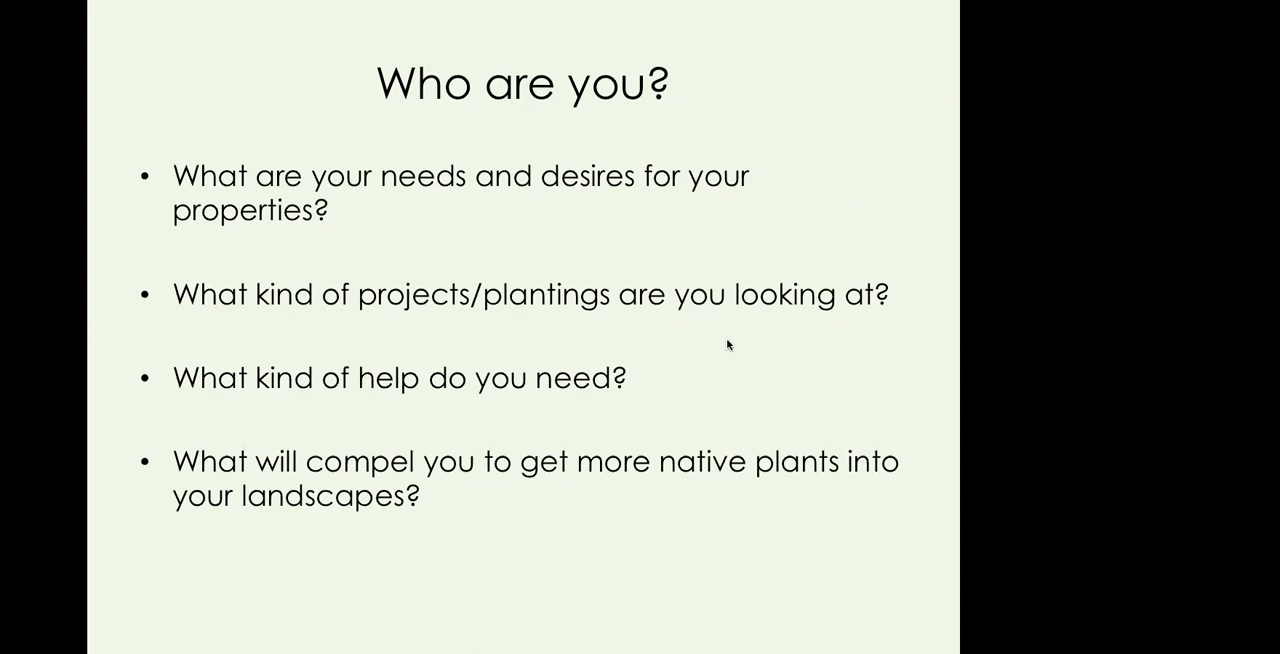 Who are you?
• What are your needs and desires for your
properties?
• What kind of projects/plantings are you looking at?
• What kind of help do you need?
• What will compel you to get more native plants into
your landscapes?